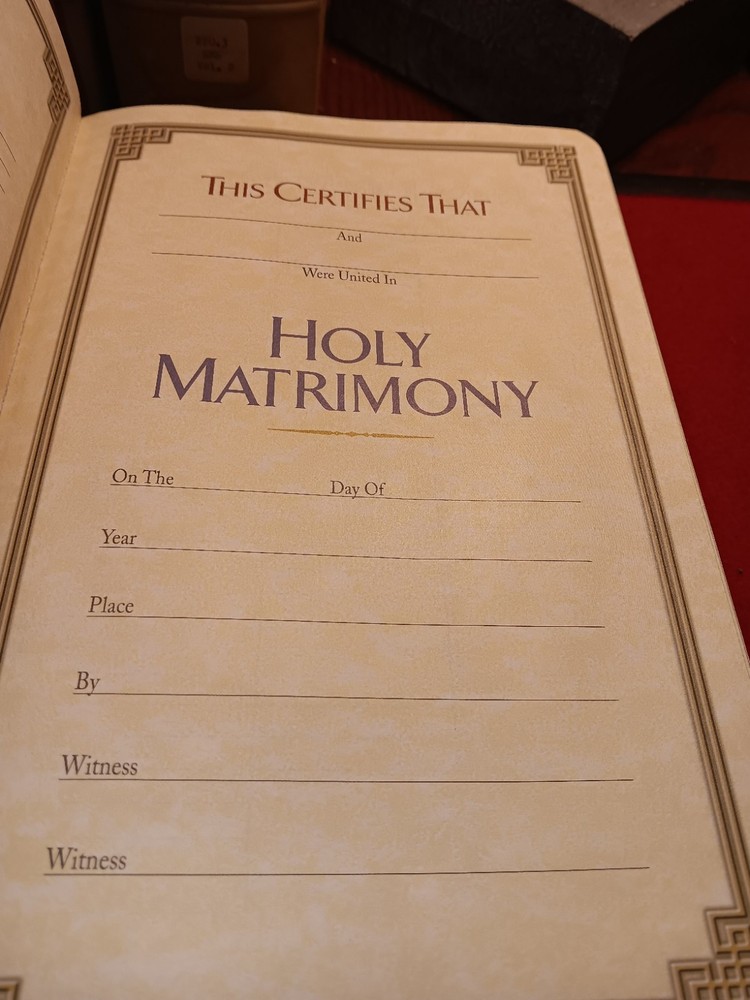 THIS CERTIFIES THAT
And
Were United In
HOLY
MATRIMONY
On The Day Of
Year
Place
By
Witness
Witness